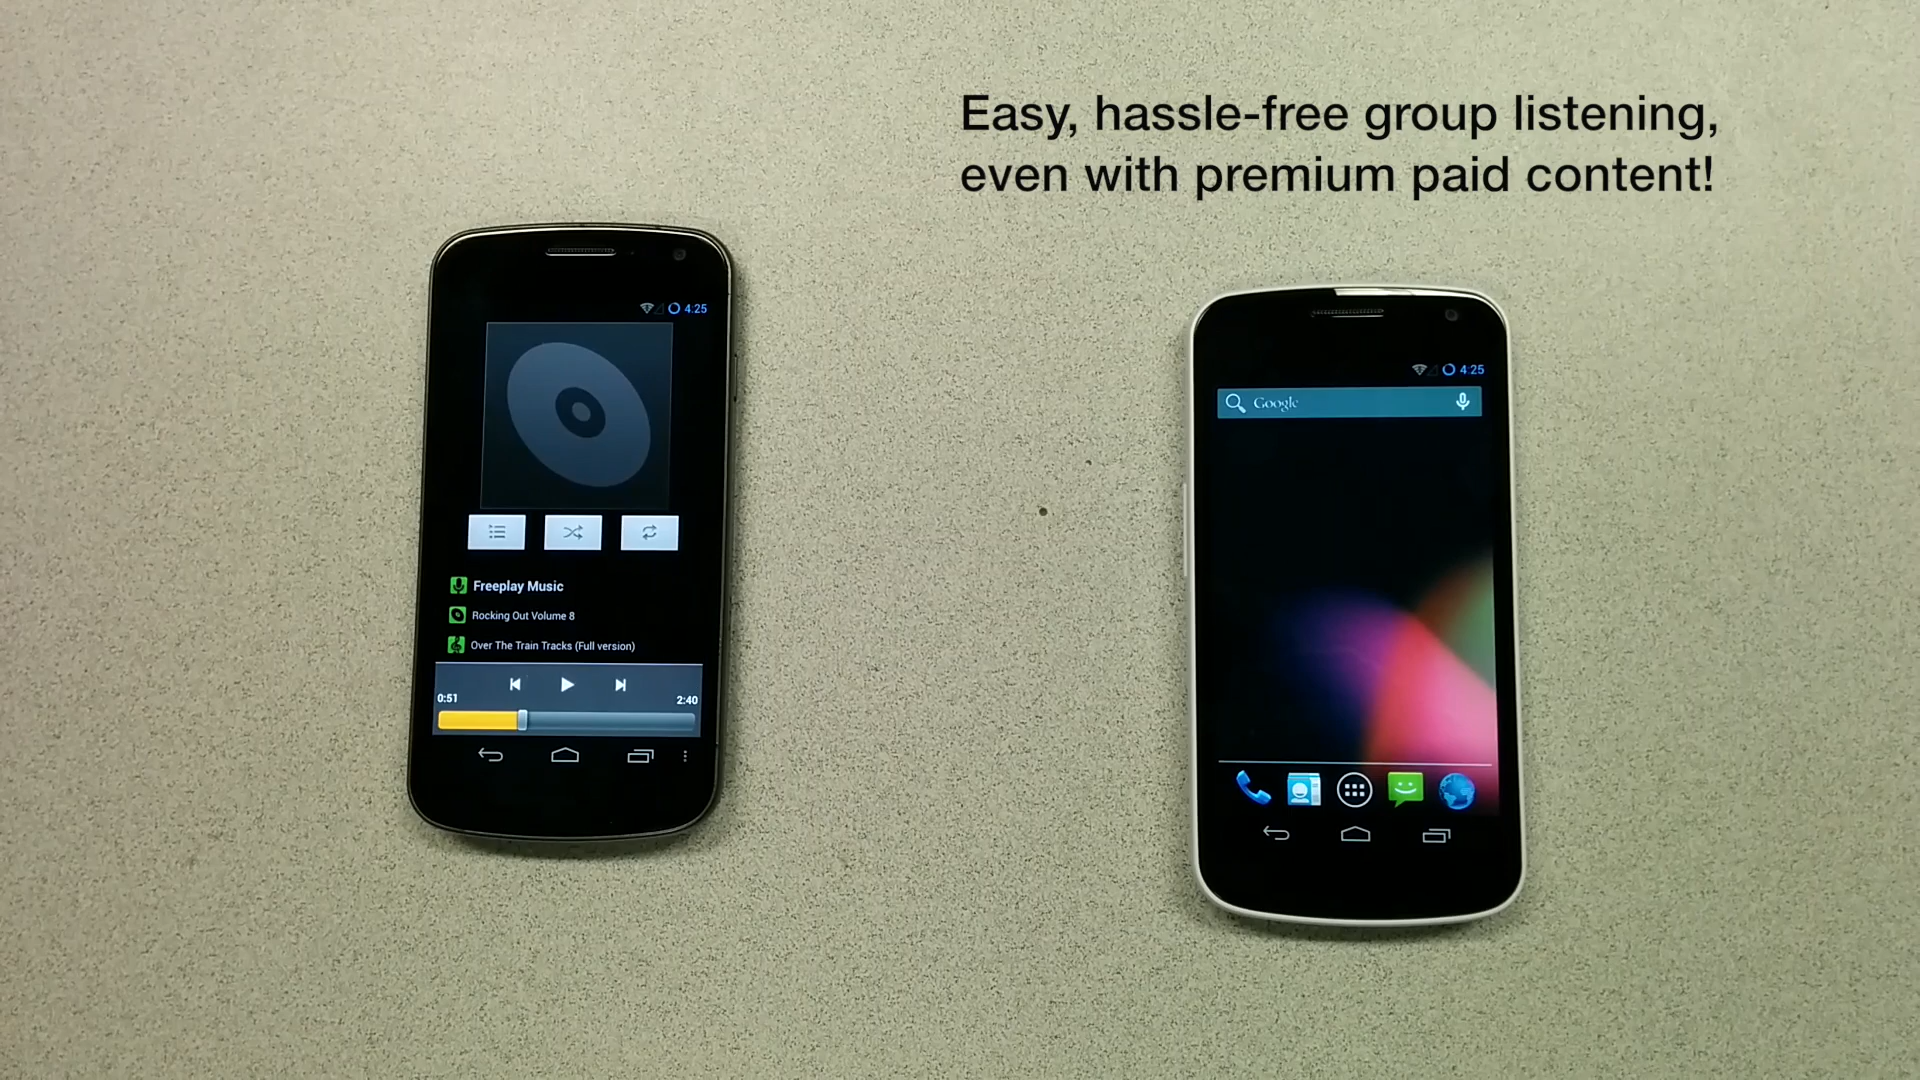 Easy, hassle-free group listening,
even with premium paid content!
4:25
Freeplay Music
Rocking Out Volume 8
Over The Train Tracks (Full version)
0:51
2:40
4:25
Google